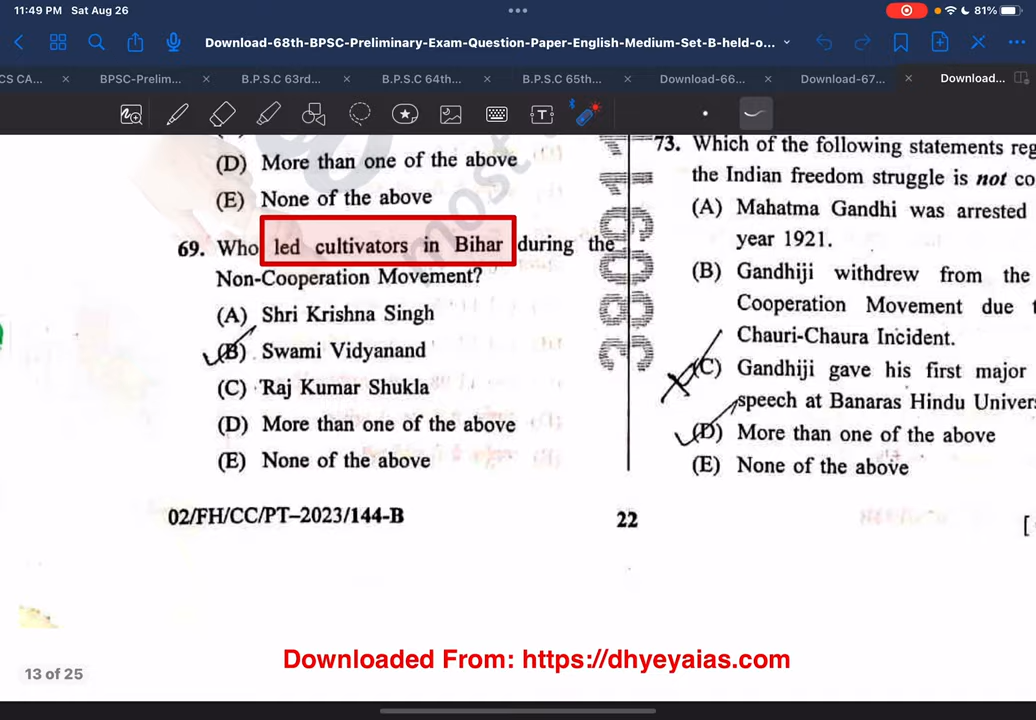 11:49 PM Sat Aug 26
81%
Download-68th-BPSC-Preliminary-Exam-Question-Paper-English-Medium-Set-B-held-o...
CS CA...
BPSC-Prelim...
B.P.S.C 63rd...
B.P.S.C 64th...
B.P.S.C 65th...
Download-66...
Download-67...
Download...
(D) More than one of the above
(E) None of the above
69. Who led cultivators in Bihar during the
Non-Cooperation Movement?
(A) Shri Krishna Singh
(B) Swami Vidyanand
(C) Raj Kumar Shukla
(D) More than one of the above
(E) None of the above
02/FH/CC/PT–2023/144-B
22
73. Which of the following statements reg
the Indian freedom struggle is not co
(A) Mahatma Gandhi was arrested
year 1921.
(B) Gandhiji withdrew from the
Cooperation Movement due t
Chauri-Chaura Incident.
(C) Gandhiji gave his first major
speech at Banaras Hindu Univers
(D) More than one of the above
(E) None of the above
[
most
Downloaded From: https://dhyeyaias.com
13 of 25